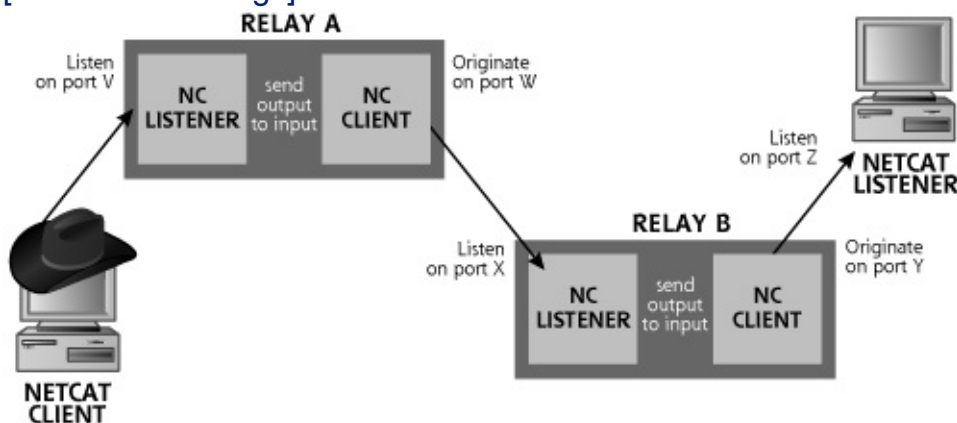 RELAY A
Listen
on port V
NC
LISTENER
send
output
to input
NC
CLIENT
Originate
on port W
Listen
on port Z
NETCAT
LISTENER
RELAY B
Listen
on port X
NC
LISTENER
send
output
to input
NC
CLIENT
Originate
on port Y
NETCAT
CLIENT